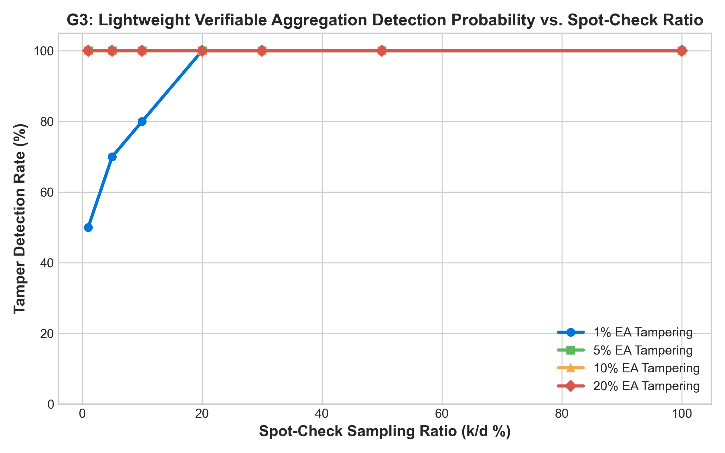 G3: Lightweight Verifiable Aggregation Detection Probability vs. Spot-Check Ratio
Tamper Detection Rate (%)
100
80
60
40
20
0
0 20 40 60 80 100
Spot-Check Sampling Ratio (k/d %)
1% EA Tampering
5% EA Tampering
10% EA Tampering
20% EA Tampering